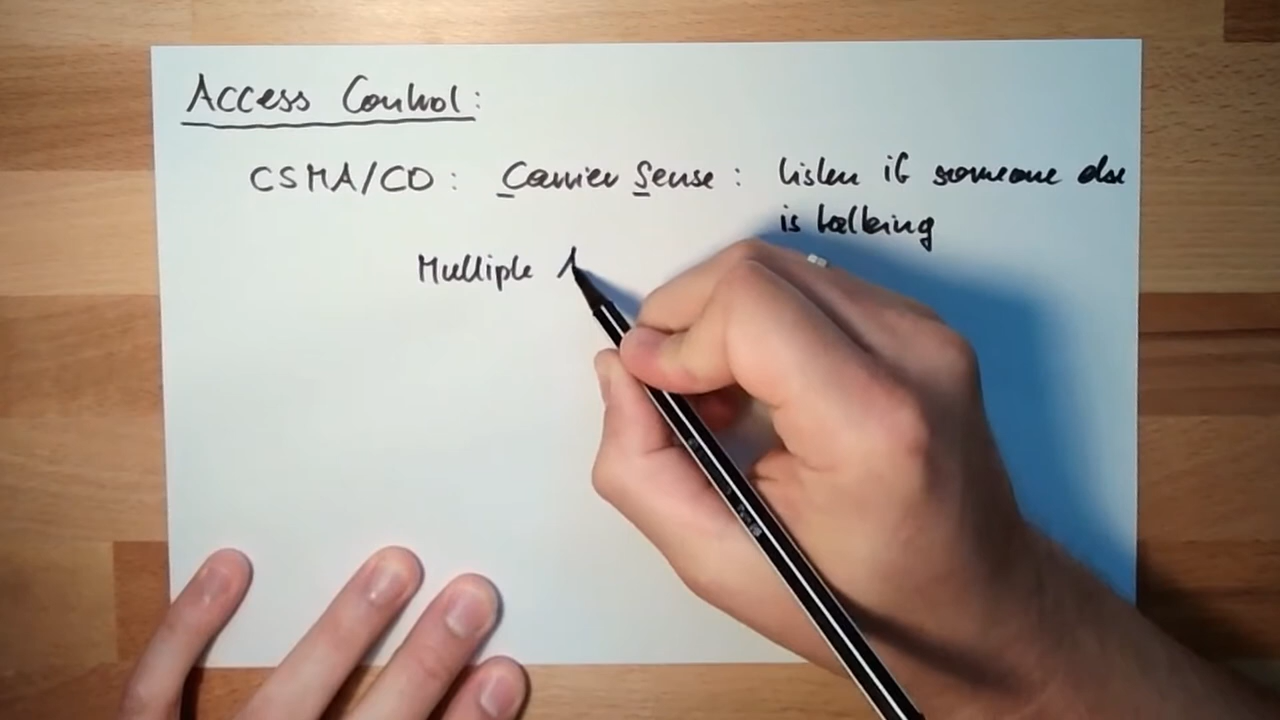 Access Control:
CSMA/CD: Carrier Sense: listen if someone else
is talking
Multiple A